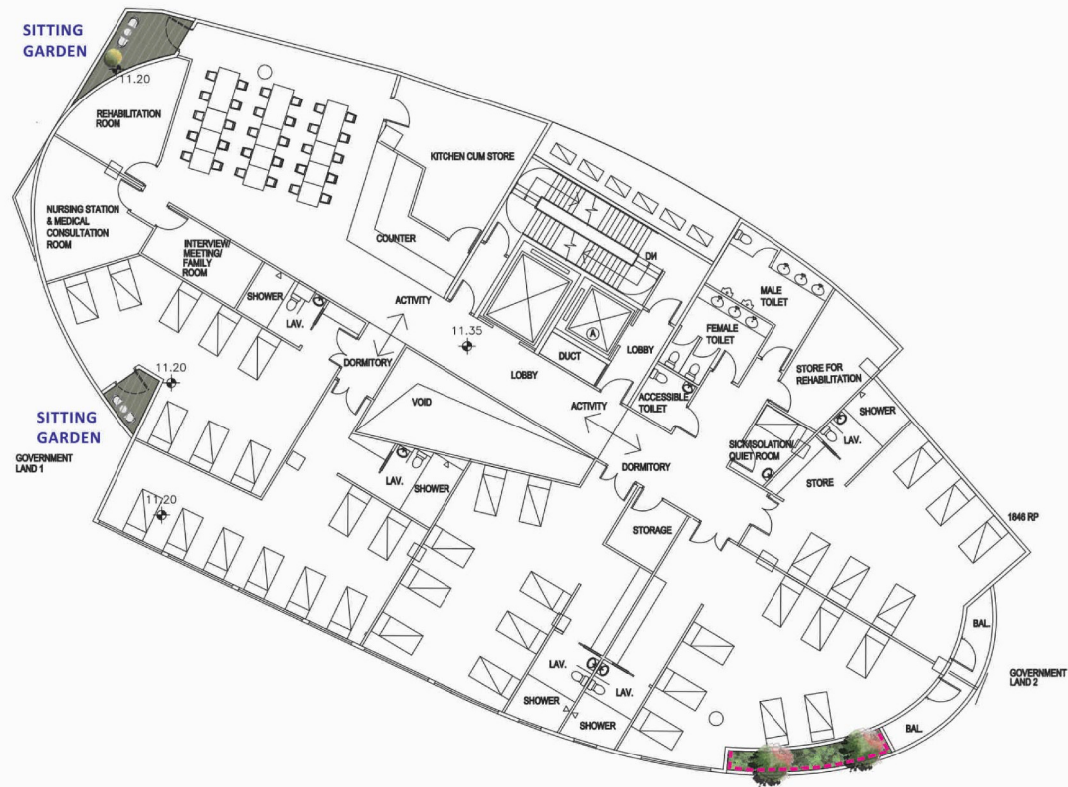 SITTING
GARDEN
11.20
REHABILITATION
ROOM
KITCHEN CUM STORE
NURSING STATION
& MEDICAL
CONSULTATION
ROOM
INTERVIEW/
MEETING/
FAMILY
ROOM
COUNTER
DN
MALE
TOILET
SHOWER
LAV.
ACTIVITY
11.35
A
FEMALE
TOILET
LOBBY
DUCT
LOBBY
DORMITORY
11.20
STORE FOR
REHABILITATION
ACCESSIBLE
TOILET
VOID
ACTIVITY
SHOWER
LAV.
SITTING
GARDEN
GOVERNMENT
LAND 1
SICK/ISOLATION/
QUIET ROOM
DORMITORY
STORE
LAV.
SHOWER
11.20
STORAGE
1846 RP
BAL.
LAV.
LAV.
GOVERNMENT
LAND 2
SHOWER
SHOWER
BAL.